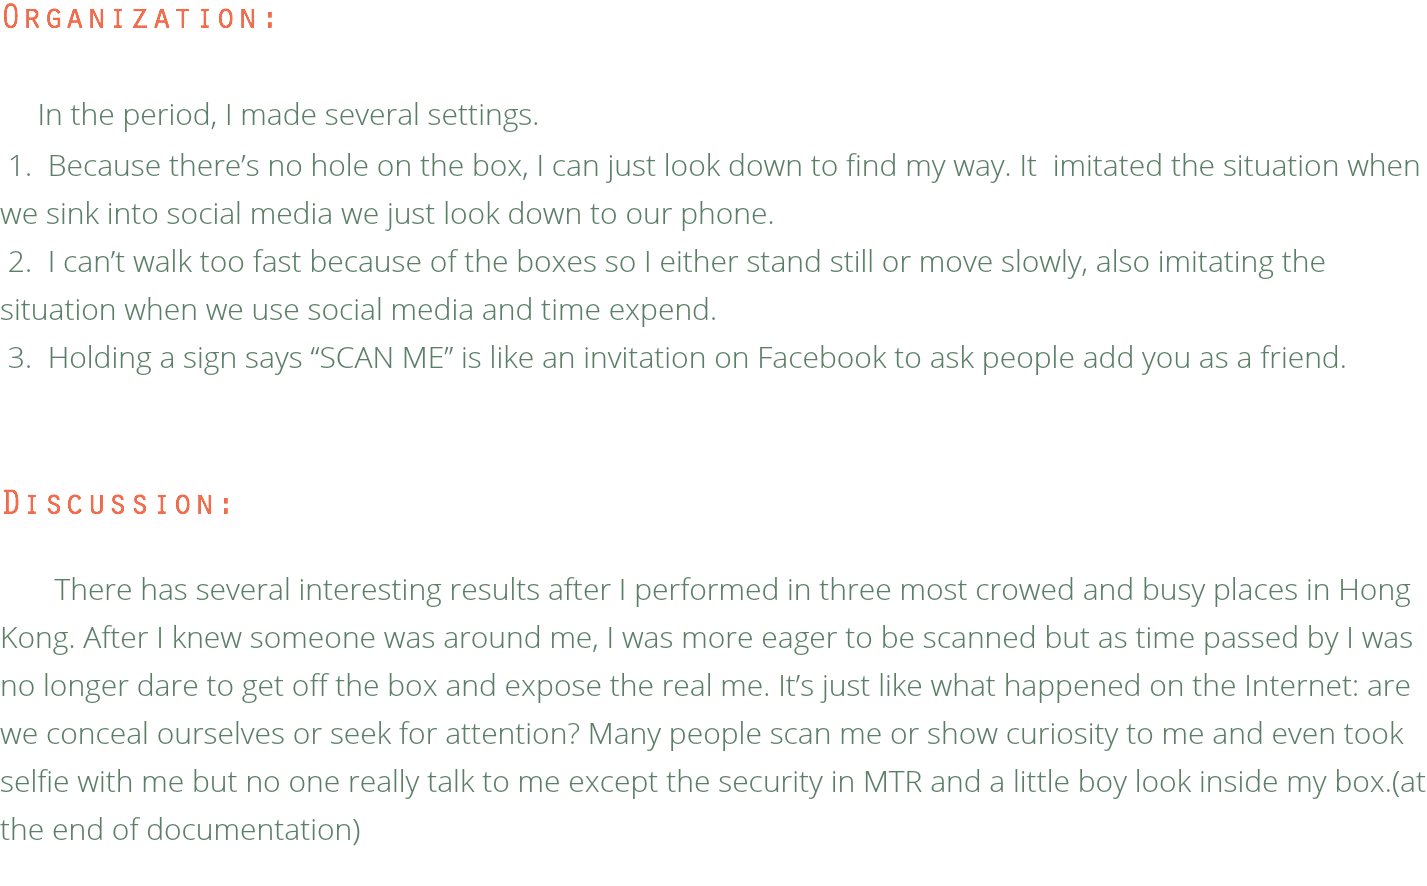 ORGANIZATION:
In the period, I made several settings.
1. Because there’s no hole on the box, I can just look down to find my way. It imitated the situation when
we sink into social media we just look down to our phone.
2. I can’t walk too fast because of the boxes so I either stand still or move slowly, also imitating the
situation when we use social media and time expend.
3. Holding a sign says “SCAN ME” is like an invitation on Facebook to ask people add you as a friend.
DISCUSSION:
There has several interesting results after I performed in three most crowed and busy places in Hong
Kong. After I knew someone was around me, I was more eager to be scanned but as time passed by I was
no longer dare to get off the box and expose the real me. It’s just like what happened on the Internet: are
we conceal ourselves or seek for attention? Many people scan me or show curiosity to me and even took
selfie with me but no one really talk to me except the security in MTR and a little boy look inside my box.(at
the end of documentation)